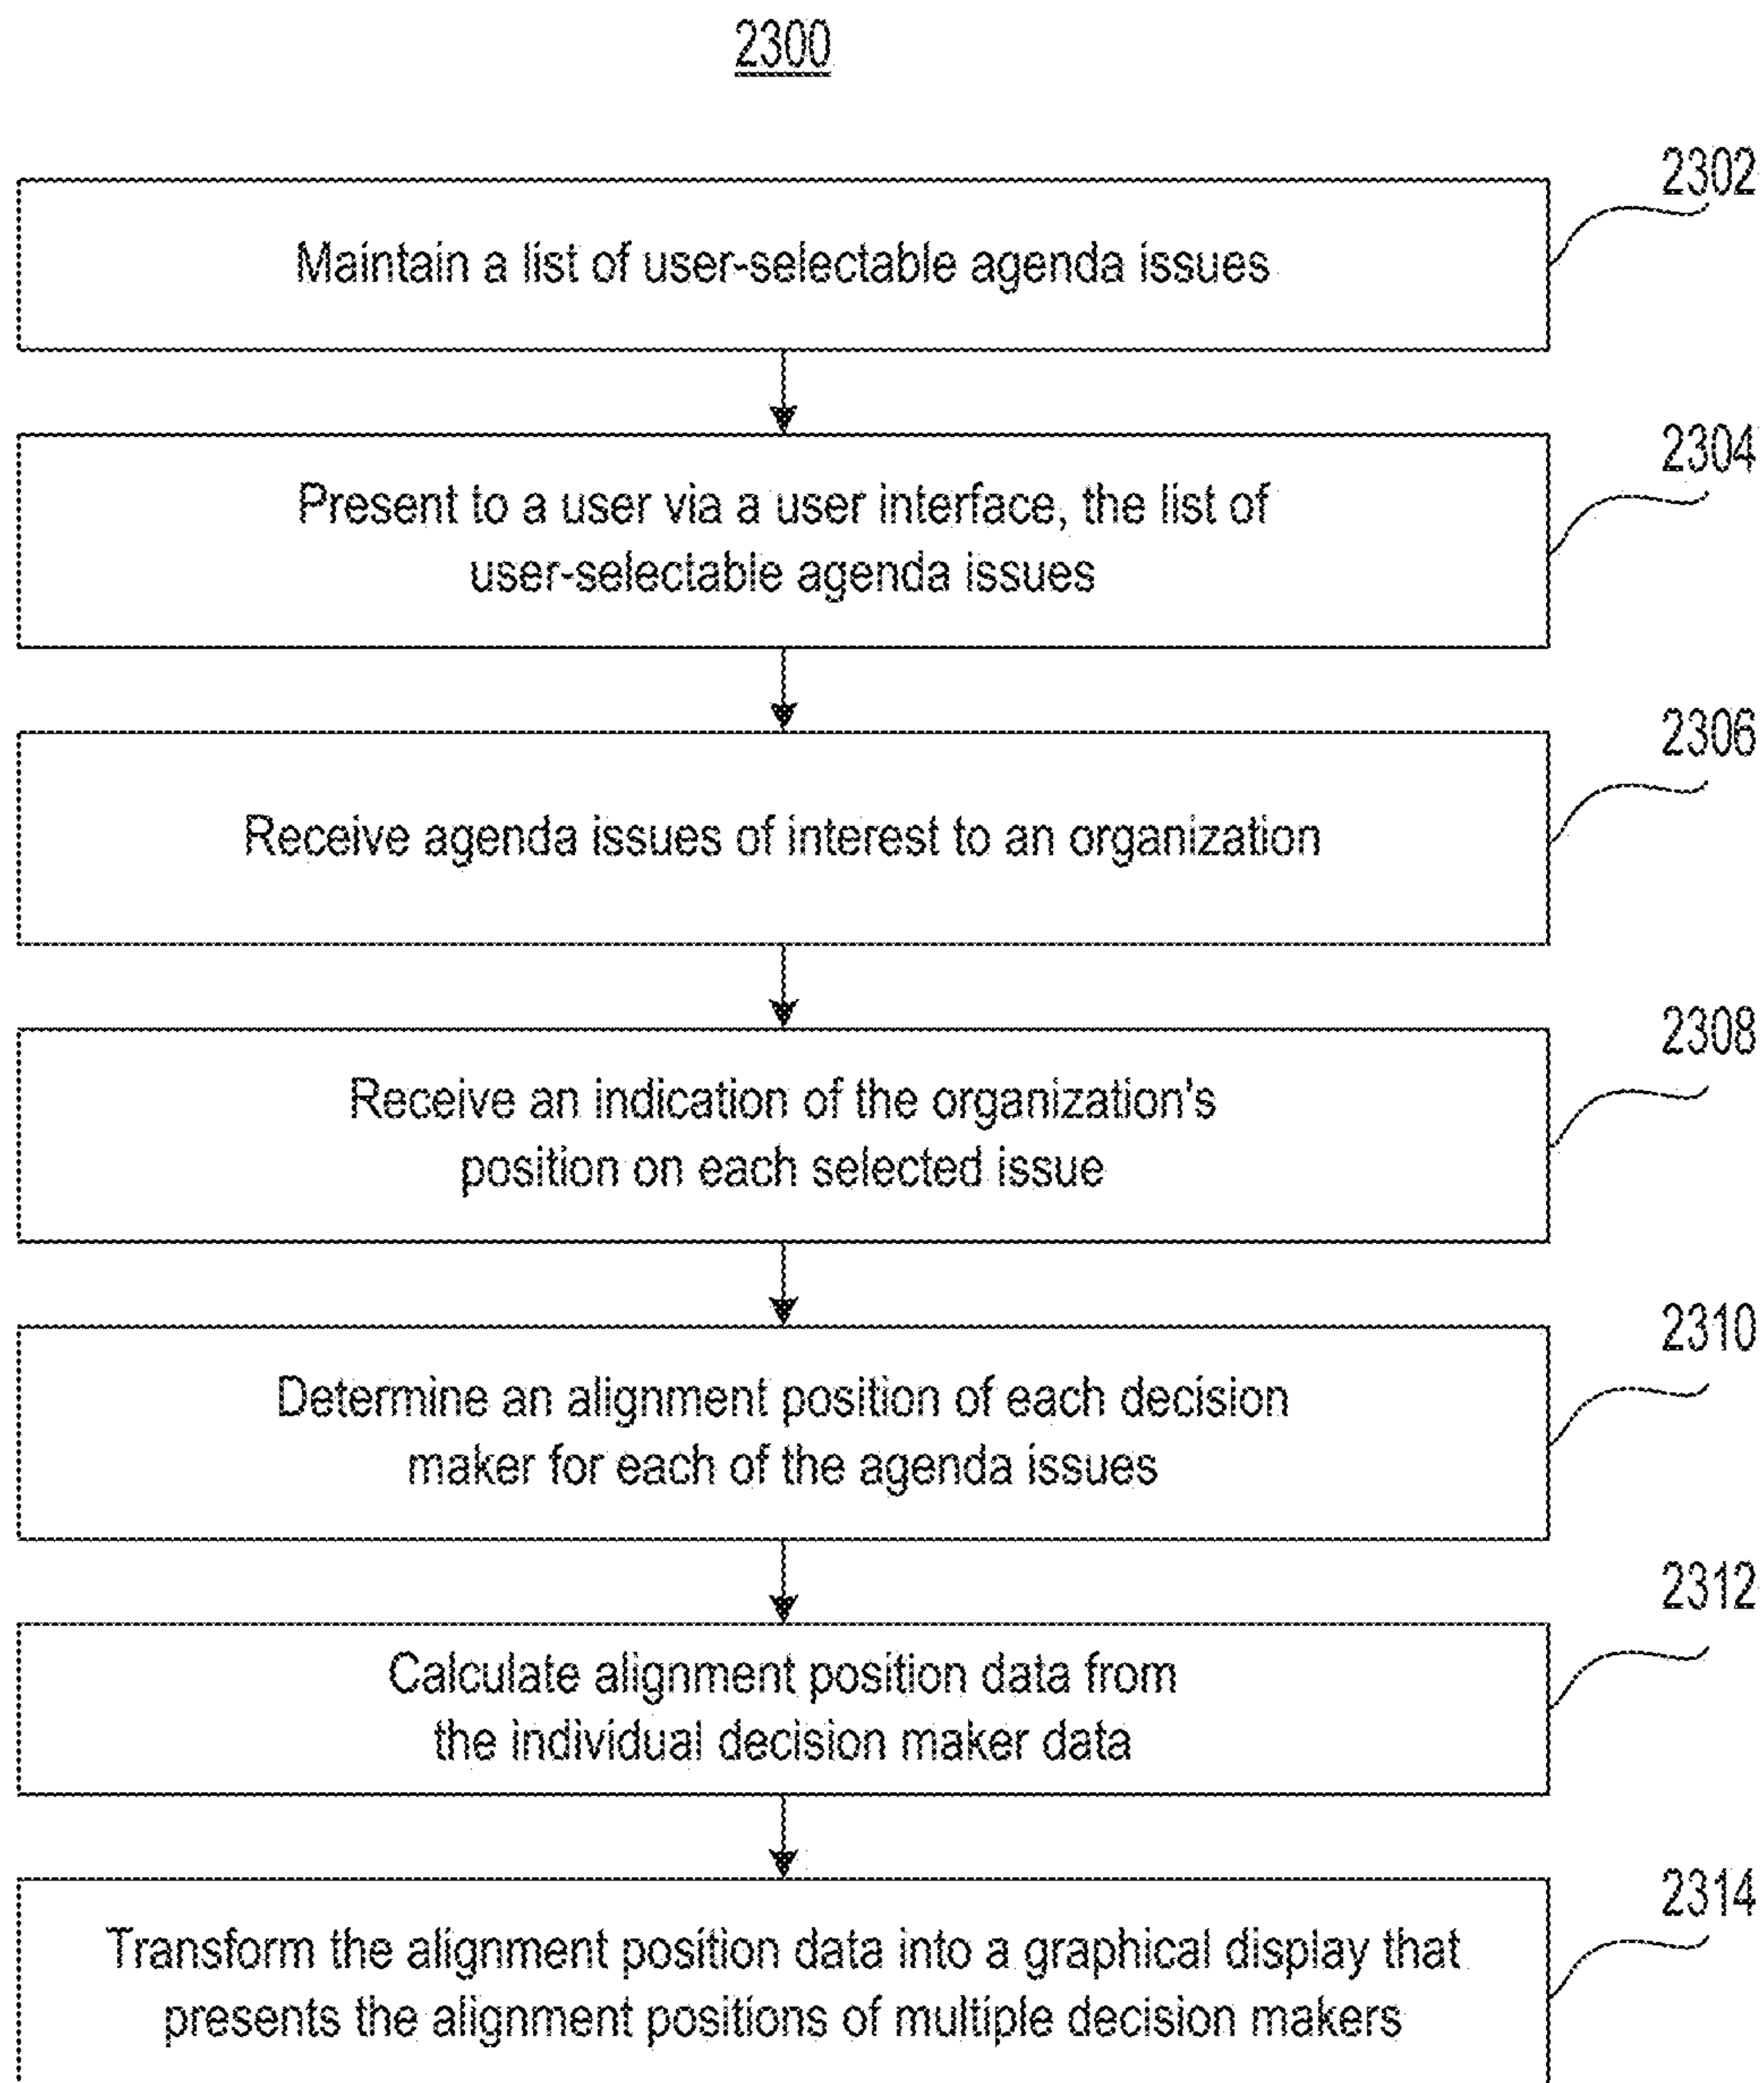 2300
2302
Maintain a list of user-selectable agenda issues
2304
Present to a user via a user interface, the list of
user-selectable agenda issues
2306
Receive agenda issues of interest to an organization
2308
Receive an indication of the organization's
position on each selected issue
2310
Determine an alignment position of each decision
maker for each of the agenda issues
2312
Calculate alignment position data from
the individual decision maker data
2314
Transform the alignment position data into a graphical display that
presents the alignment positions of multiple decision makers